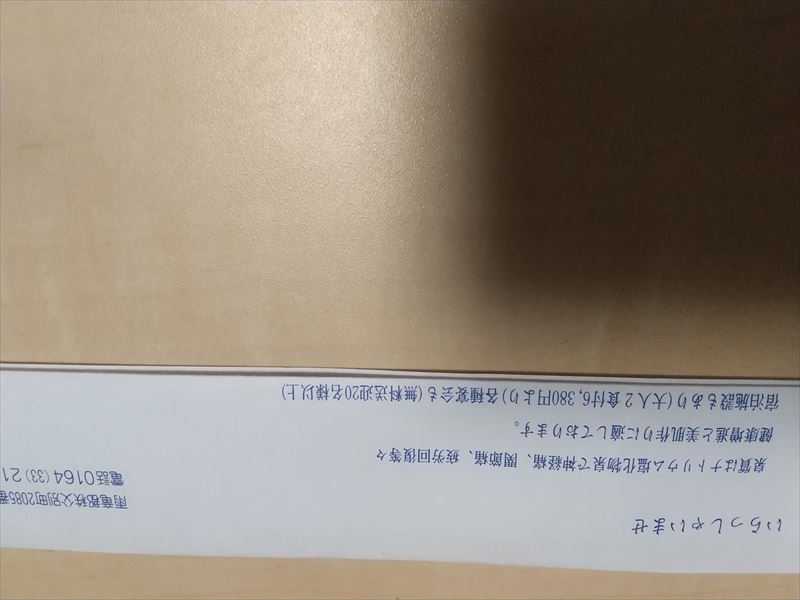 いらっしゃいませ
泉質はナトリウム塩化物泉で神経痛、関節痛、疲労回復等々
健康増進と美肌作りに適しております。
宿泊施設もあり(大人2食付6,380円より)各種宴会も(無料送迎20名様以上)
雨竜郡秩父別町2085番
電話0164(33)21